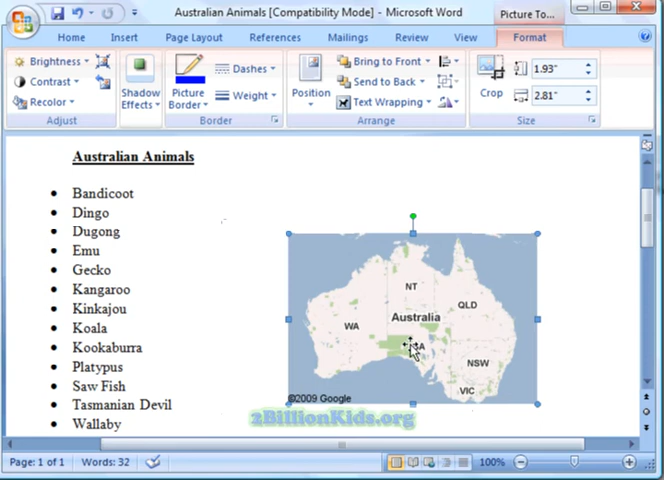 Australian Animals [Compatibility Mode] - Microsoft Word
Picture To...
Home Insert Page Layout References Mailings Review View Format
Brightness
Contrast
Recolor
Adjust
Shadow
Effects
Picture
Border
Dashes
Weight
Border
Position
Bring to Front
Send to Back
Text Wrapping
Arrange
Crop
1.93"
2.81"
Size
Australian Animals
• Bandicoot
• Dingo
• Dugong
• Emu
• Gecko
• Kangaroo
• Kinkajou
• Koala
• Kookaburra
• Platypus
• Saw Fish
• Tasmanian Devil
• Wallaby
NT
QLD
Australia
WA
NSW
VIC
©2009 Google
2BillionKids.org
Page: 1 of 1 Words: 32 100%